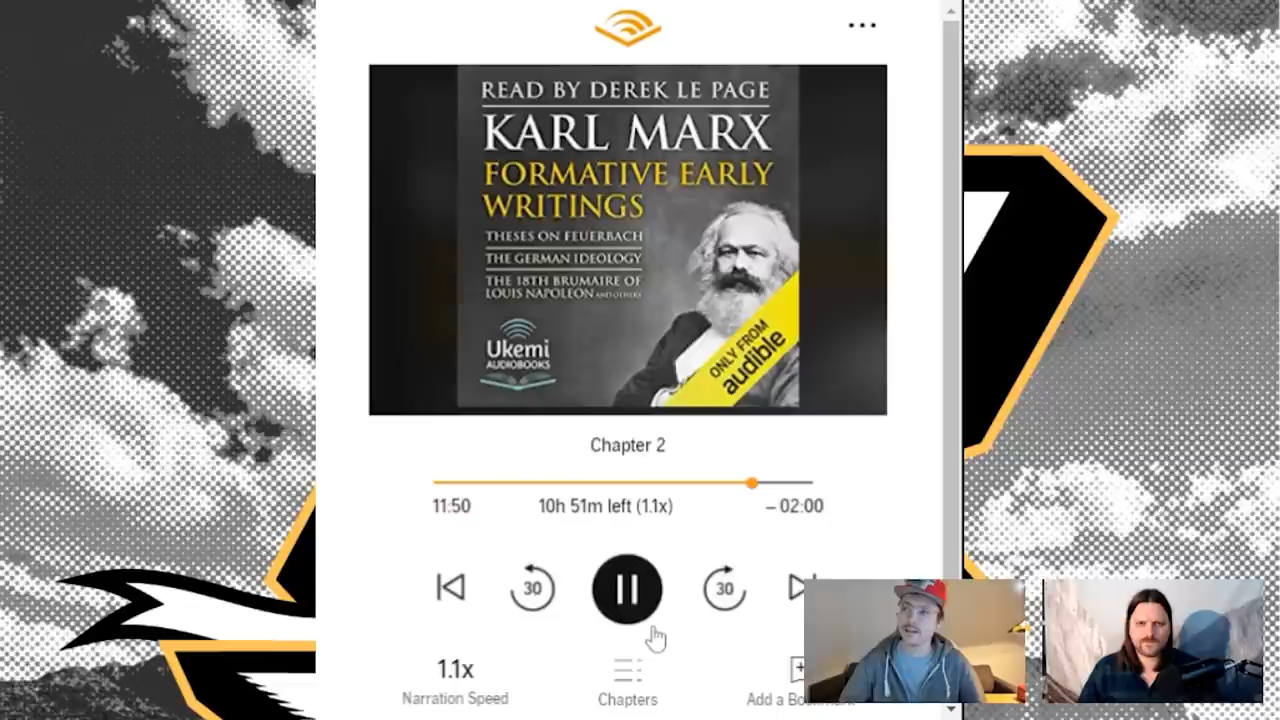 READ BY DEREK LE PAGE
KARL MARX
FORMATIVE EARLY
WRITINGS
THESES ON FEUERBACH
THE GERMAN IDEOLOGY
THE 18TH BRUMAIRE OF
LOUIS NAPOLEON AND OTHERS
Ukemi
AUDIOBOOKS
ONLY FROM
audible
Chapter 2
11:50
10h 51m left (1.1x)
– 02:00
30
30
1.1x
Narration Speed
Chapters
Add a Bookmark